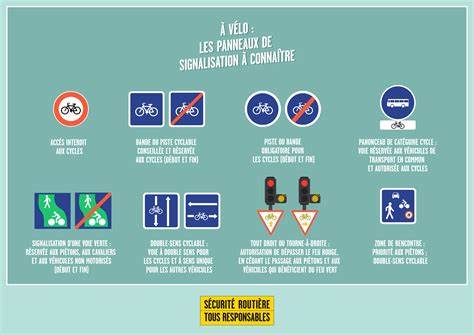 À VÉLO :
LES PANNEAUX DE
SIGNALISATION À CONNAÎTRE
ACCÈS INTERDIT
AUX CYCLES
BANDE OU PISTE CYCLABLE
CONSEILLÉE ET RÉSERVÉE
AUX CYCLES (DÉBUT ET FIN)
PISTE OU BANDE
OBLIGATOIRE POUR
LES CYCLES (DÉBUT ET FIN)
PANONCEAU DE CATÉGORIE CYCLE :
VOIE RÉSERVÉE AUX VÉHICULES DE
TRANSPORT EN COMMUN
ET AUTORISÉE AUX CYCLES
SIGNALISATION D'UNE VOIE VERTE :
RÉSERVÉE AUX PIÉTONS, AUX CAVALIERS
ET AUX VÉHICULES NON MOTORISÉS
(DÉBUT ET FIN)
DOUBLE-SENS CYCLABLE :
VOIE À DOUBLE SENS POUR
LES CYCLES ET À SENS UNIQUE
POUR LES AUTRES VÉHICULES
TOUT DROIT OU TOURNE-À-DROITE :
AUTORISATION DE DÉPASSER LE FEU ROUGE,
EN CÉDANT LE PASSAGE AUX PIÉTONS ET AUX
VÉHICULES QUI BÉNÉFICIENT DU FEU VERT
ZONE DE RENCONTRE :
PRIORITÉ AUX PIÉTONS ;
DOUBLE-SENS CYCLABLE
SÉCURITÉ ROUTIÈRE
TOUS RESPONSABLES